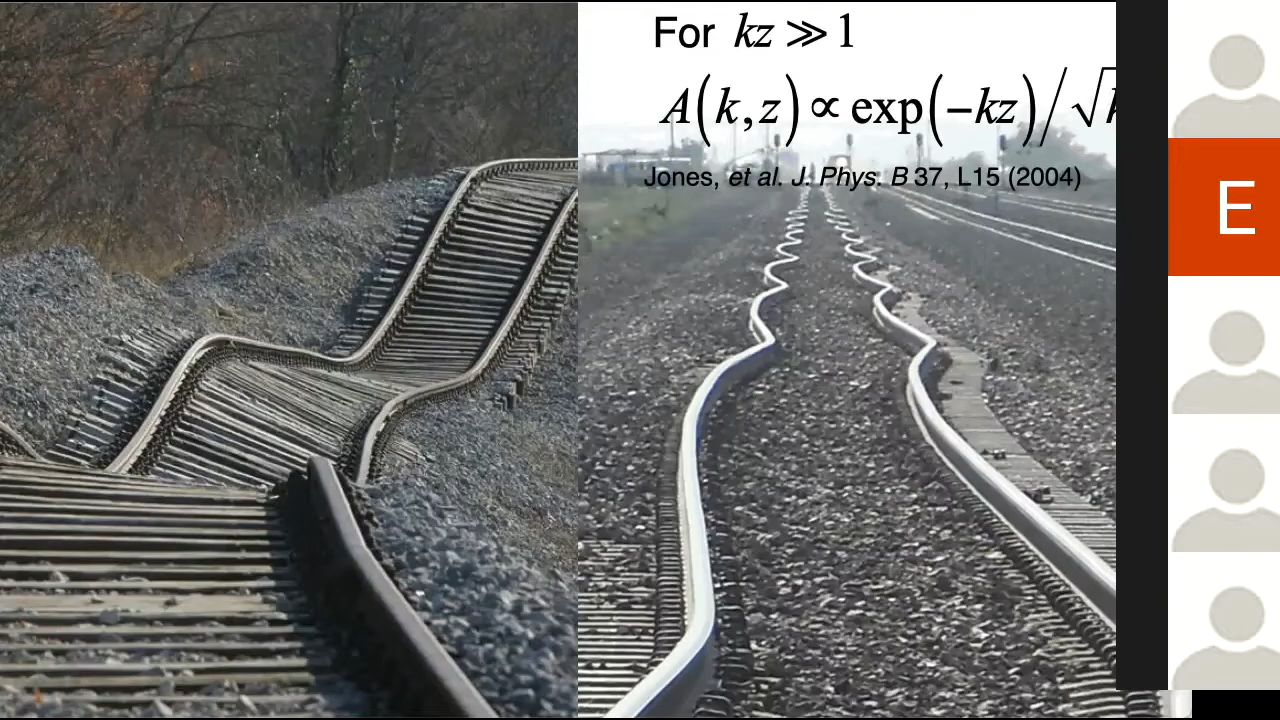 For kz ≫ 1
A(k,z) ∝ exp(−kz)/√
Jones, et al. J. Phys. B 37, L15 (2004)
E